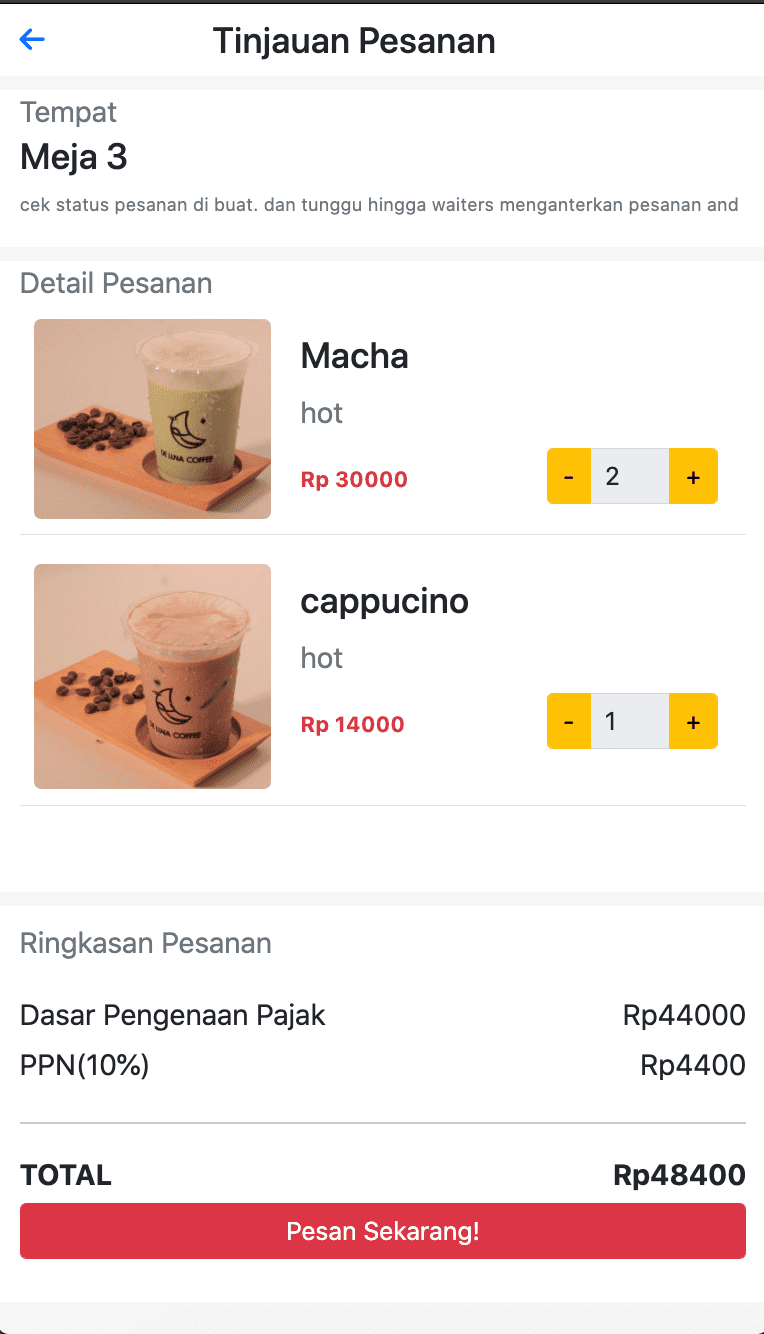 Tinjauan Pesanan
Tempat
Meja 3
cek status pesanan di buat. dan tunggu hingga waiters menganterkan pesanan and
Detail Pesanan
DE LUNA COFFEE
Macha
hot
Rp 30000
- 2 +
DE LUNA COFFEE
cappucino
hot
Rp 14000
- 1 +
Ringkasan Pesanan
Dasar Pengenaan Pajak Rp44000
PPN(10%) Rp4400
TOTAL Rp48400
Pesan Sekarang!